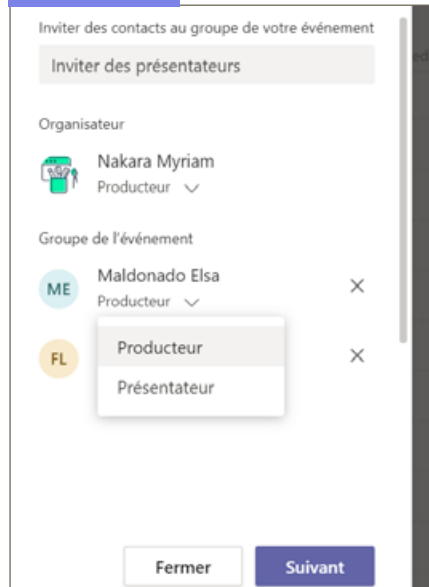 Inviter des contacts au groupe de votre événement
Inviter des présentateurs
Organisateur
Nakara Myriam
Producteur
Groupe de l'événement
ME
Maldonado Elsa
Producteur
FL
Producteur
Présentateur
Fermer
Suivant